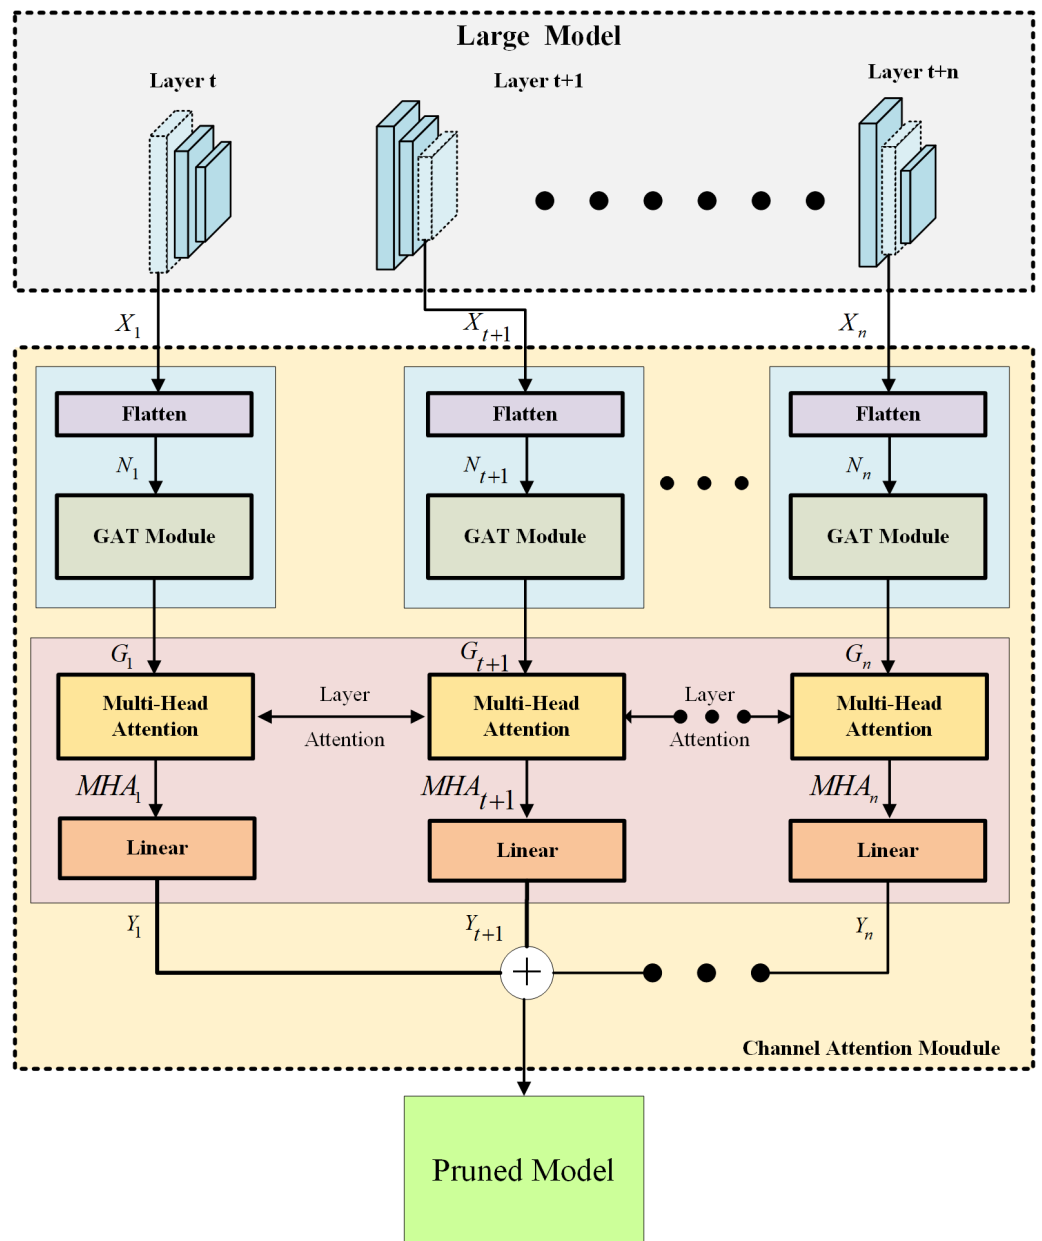 Large Model
Layer t
Layer t+1
Layer t+n
X1
Xt+1
Xn
Flatten
Flatten
Flatten
N1
Nt+1
Nn
GAT Module
GAT Module
GAT Module
G1
Gt+1
Gn
Multi-Head
Attention
Layer
Attention
Multi-Head
Attention
Layer
Attention
Multi-Head
Attention
MHA1
MHAt+1
MHAn
Linear
Linear
Linear
Y1
Yt+1
Yn
+
Channel Attention Moudule
Pruned Model